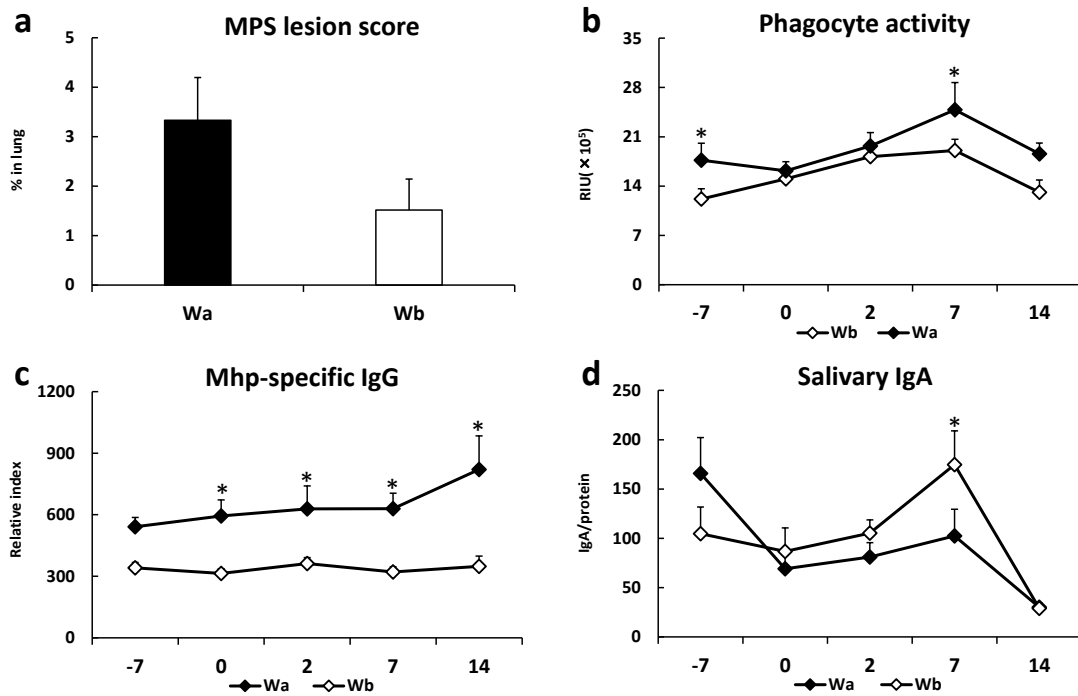 a
MPS lesion score
5
4
3
2
1
0
% in lung
Wa
Wb
b
Phagocyte activity
35
28
21
14
7
0
RIU(×10⁵)
*
*
-7
0
2
7
14
Wb
Wa
c
Mhp-specific IgG
1200
900
600
300
0
Relative index
*
*
*
*
-7
0
2
7
14
Wa
Wb
d
Salivary IgA
250
200
150
100
50
0
IgA/protein
*
-7
0
2
7
14
Wa
Wb